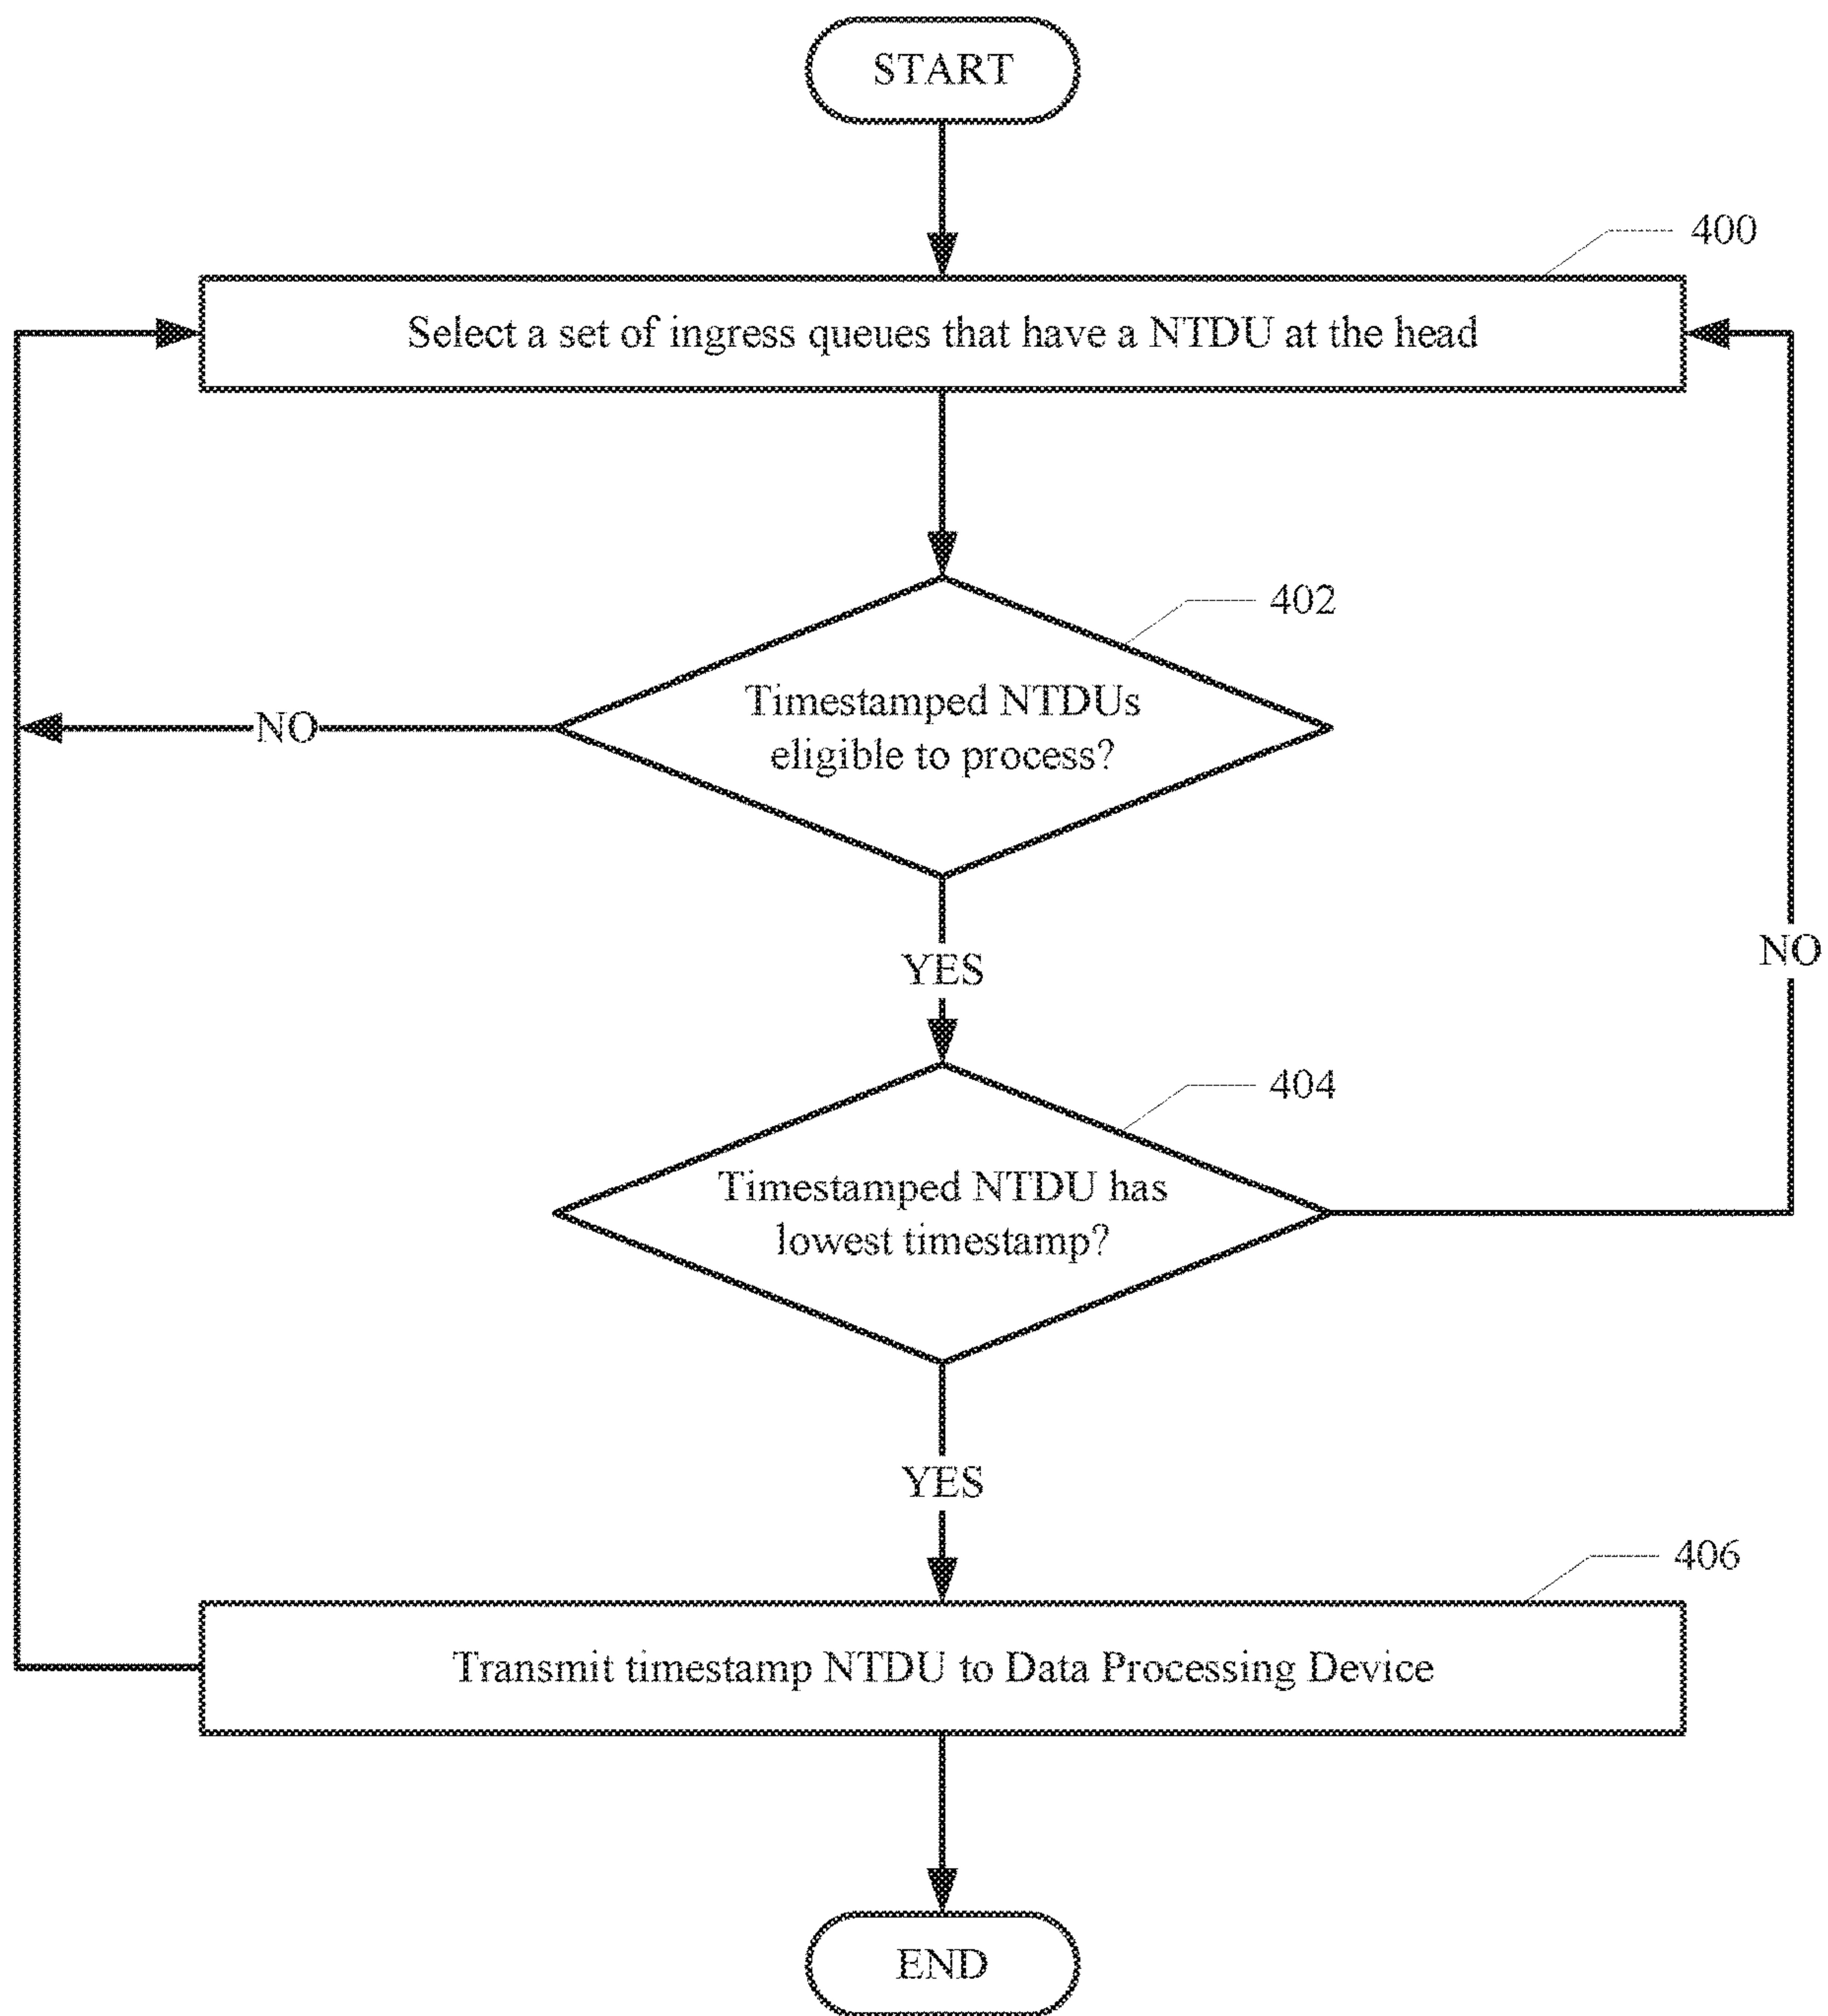 START
400
Select a set of ingress queues that have a NTDU at the head
402
Timestamped NTDUs
eligible to process?
NO
YES
NO
404
Timestamped NTDU has
lowest timestamp?
YES
406
Transmit timestamp NTDU to Data Processing Device
END